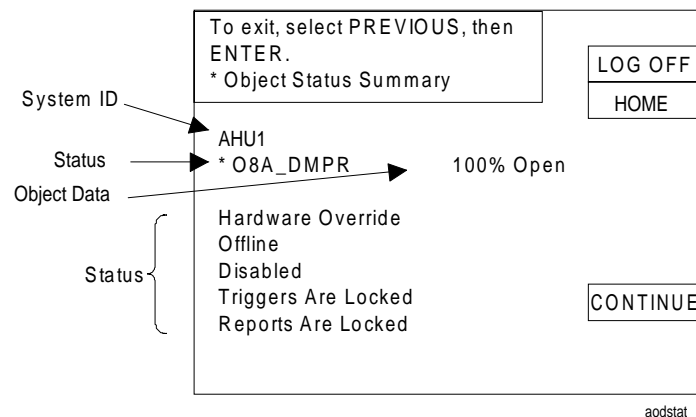 To exit, select PREVIOUS, then
ENTER.
* Object Status Summary
LOG OFF
HOME
System ID
AHU1
Status
* O8A_DMPR 100% Open
Object Data
Hardware Override
Offline
Status
Disabled
Triggers Are Locked
Reports Are Locked
CONTINUE
aodstat